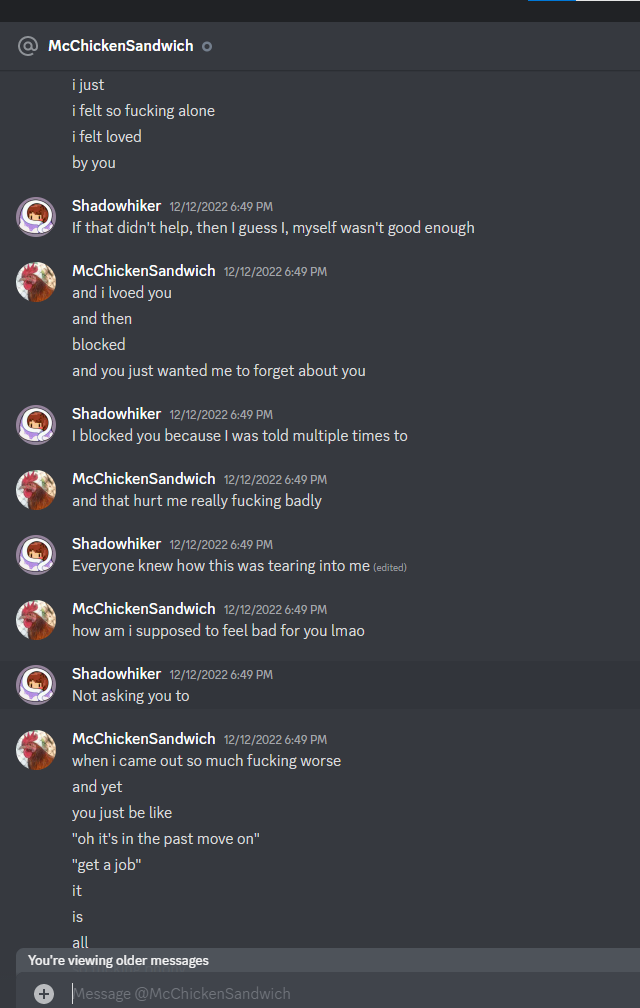 McChickenSandwich
i just
i felt so fucking alone
i felt loved
by you
Shadowhiker 12/12/2022 6:49 PM
If that didn't help, then I guess I, myself wasn't good enough
McChickenSandwich 12/12/2022 6:49 PM
and i lvoed you
and then
blocked
and you just wanted me to forget about you
Shadowhiker 12/12/2022 6:49 PM
I blocked you because I was told multiple times to
McChickenSandwich 12/12/2022 6:49 PM
and that hurt me really fucking badly
Shadowhiker 12/12/2022 6:49 PM
Everyone knew how this was tearing into me (edited)
McChickenSandwich 12/12/2022 6:49 PM
how am i supposed to feel bad for you lmao
Shadowhiker 12/12/2022 6:49 PM
Not asking you to
McChickenSandwich 12/12/2022 6:49 PM
when i came out so much fucking worse
and yet
you just be like
"oh it's in the past move on"
"get a job"
it
is
all
You're viewing older messages
Message @McChickenSandwich